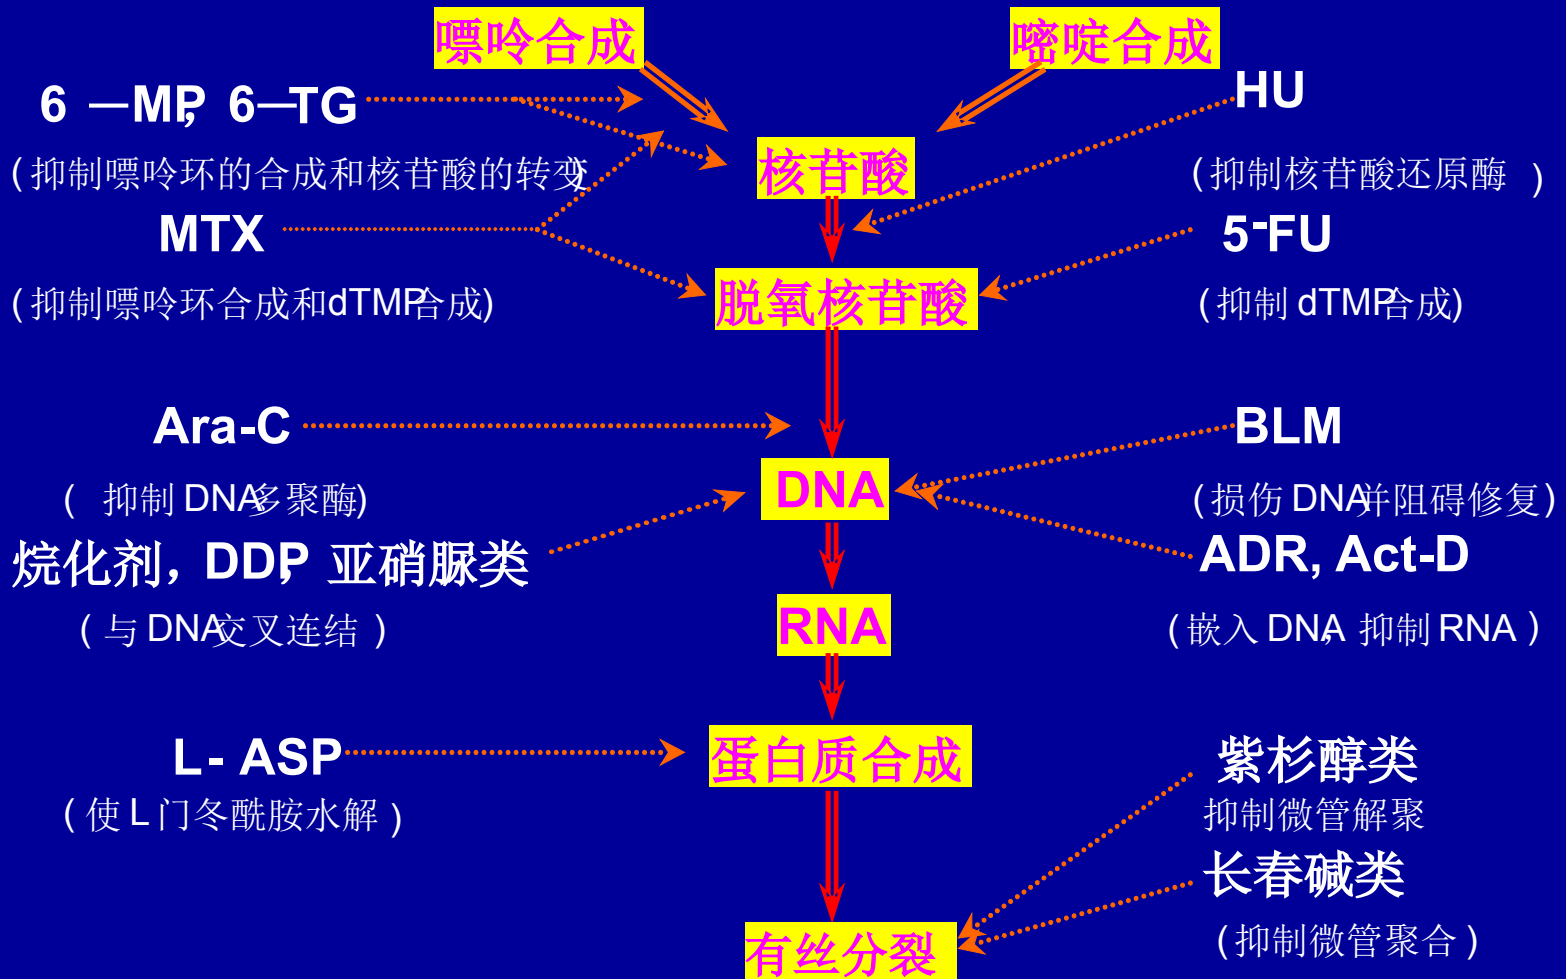 嘌呤合成
嘧啶合成
6 —MP, 6—TG
HU
(抑制嘌呤环的合成和核苷酸的转变)
核苷酸
(抑制核苷酸还原酶 )
MTX
5-FU
(抑制嘌呤环合成和dTMP合成)
脱氧核苷酸
(抑制 dTMP合成)
Ara-C
BLM
( 抑制 DNA多聚酶)
DNA
(损伤 DNA并阻碍修复)
烷化剂，DDP, 亚硝脲类
ADR, Act-D
( 与 DNA交叉连结 )
RNA
(嵌入 DNA, 抑制 RNA )
L- ASP
蛋白质合成
紫杉醇类
( 使 L 门冬酰胺水解 )
抑制微管解聚
长春碱类
有丝分裂
(抑制微管聚合 )